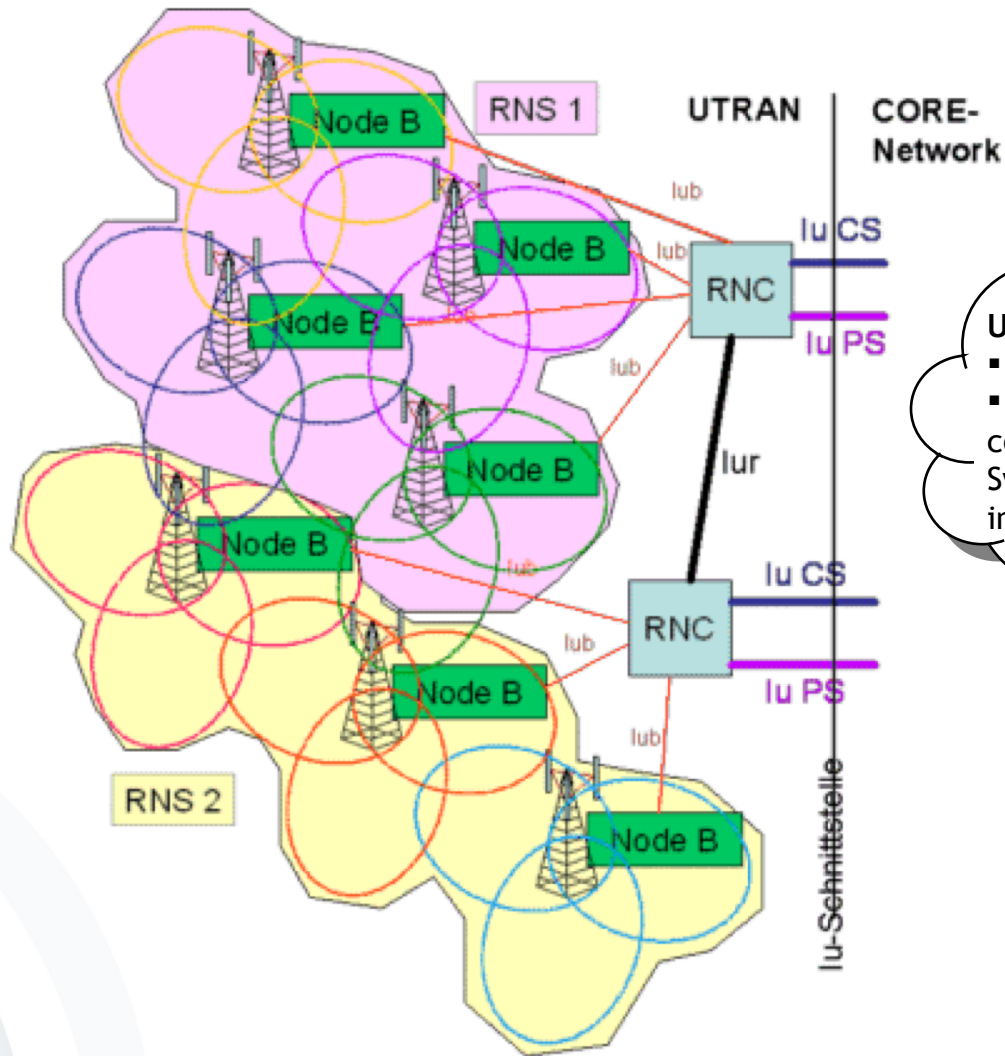 Node B
RNS 1
UTRAN
CORE-
Network
Iub
Node B
Iub
Iu CS
RNC
Node B
Iub
Iu PS
Iub
Node B
Iur
Node B
Iub
Iu CS
RNC
Iub
Node B
Iu PS
Iub
RNS 2
Node B
Iu-Schnittstelle